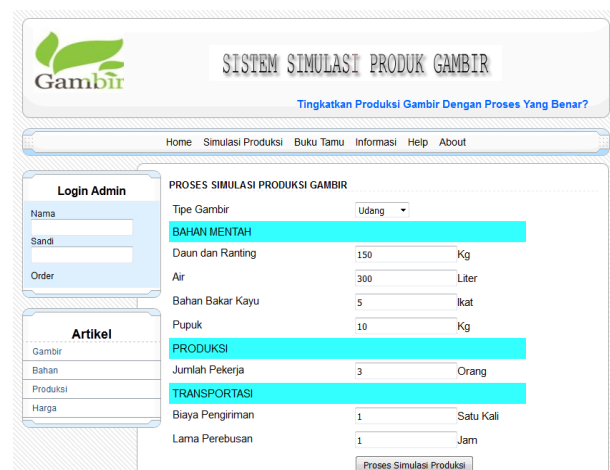 Gambir
SISTEM SIMULASI PRODUK GAMBIR
Tingkatkan Produksi Gambir Dengan Proses Yang Benar?
Home Simulasi Produksi Buku Tamu Informasi Help About
Login Admin
Nama
Sandi
Order
Artikel
Gambir
Bahan
Produksi
Harga
PROSES SIMULASI PRODUKSI GAMBIR
Tipe Gambir Udang
BAHAN MENTAH
Daun dan Ranting 150 Kg
Air 300 Liter
Bahan Bakar Kayu 5 Ikat
Pupuk 10 Kg
PRODUKSI
Jumlah Pekerja 3 Orang
TRANSPORTASI
Biaya Pengiriman 1 Satu Kali
Lama Perebusan 1 Jam
Proses Simulasi Produksi